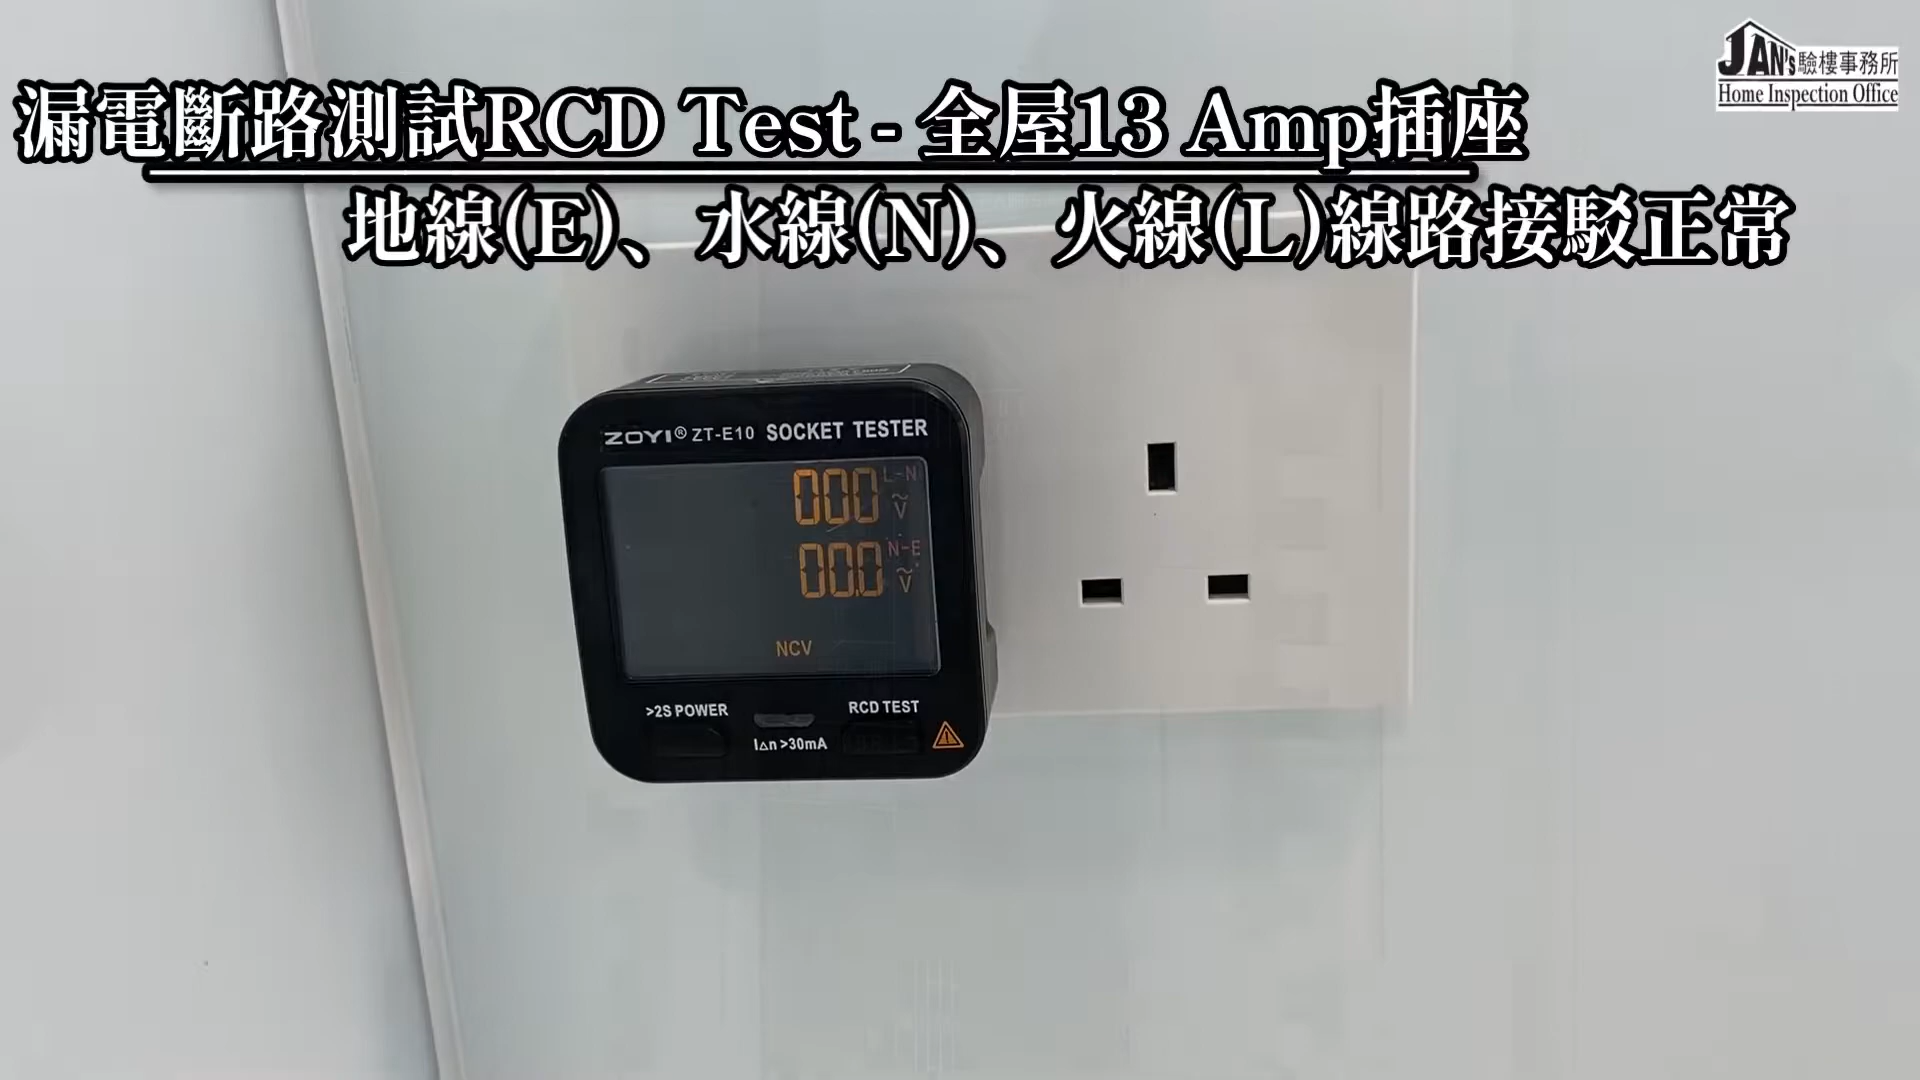 漏電斷路測試RCD Test - 全屋13 Amp插座
地線(E)、水線(N)、火線(L)線路接駁正常
JAN's驗樓事務所
Home Inspection Office
ZOYI® ZT-E10 SOCKET TESTER
000 L-N
~V
00.0 N-E
~V
NCV
>2S POWER
RCD TEST
I△n >30mA